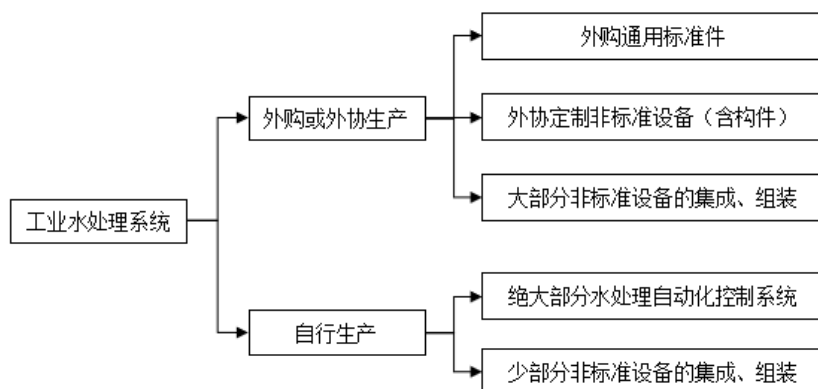 外购通用标准件
外购或外协生产
外协定制非标准设备（含构件）
大部分非标准设备的集成、组装
工业水处理系统
绝大部分水处理自动化控制系统
自行生产
少部分非标准设备的集成、组装